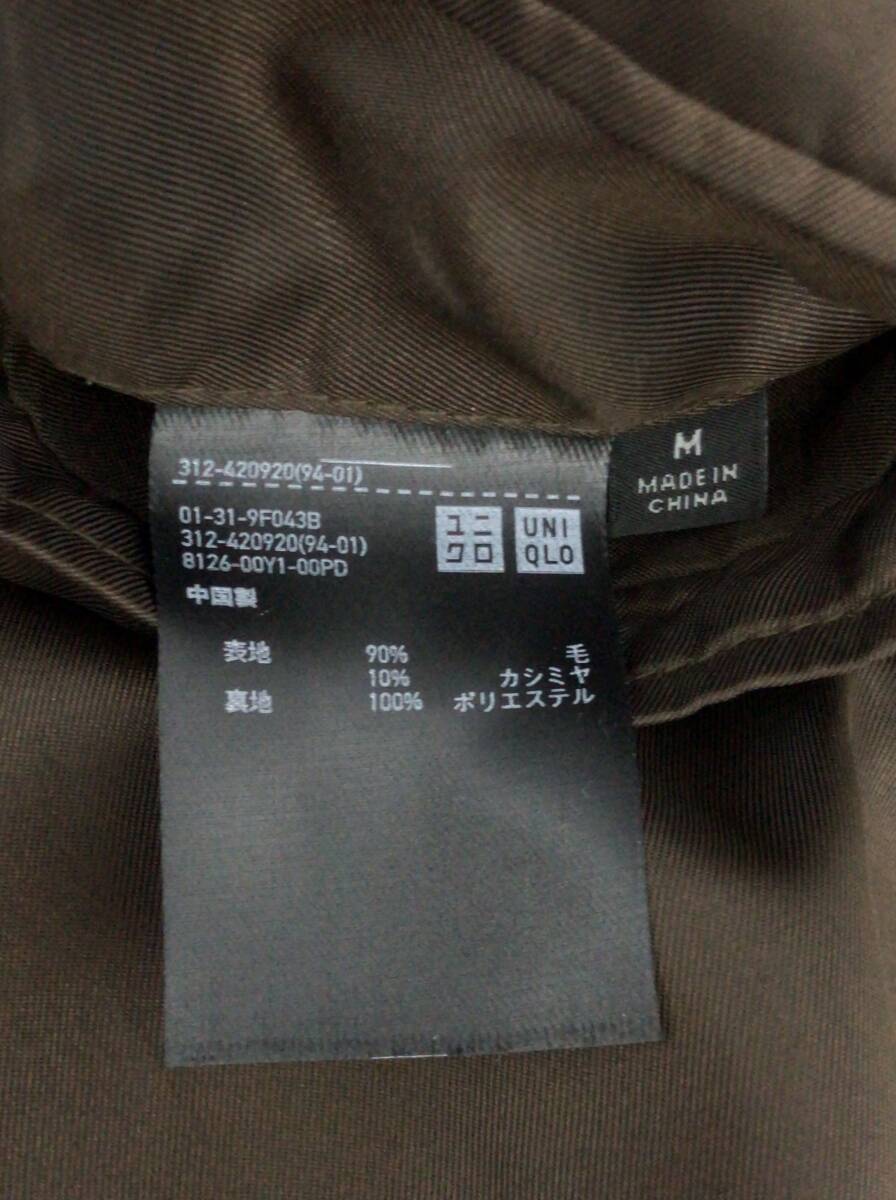 312-420920(94-01)
01-31-9F043B
312-420920(94-01)
8126-00Y1-00PD
中国製
ユニ
クロ
UNI
QLO
表地 90% 毛
10% カシミヤ
裏地 100% ポリエステル
M
MADE IN
CHINA